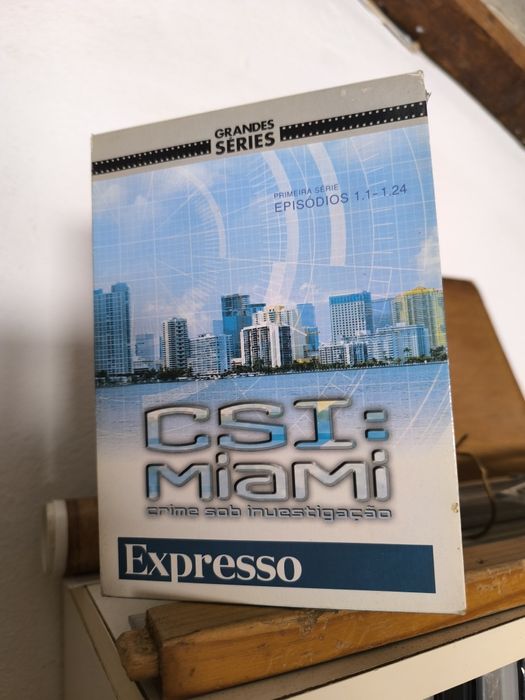 GRANDES
SÉRIES
PRIMEIRA SÉRIE
EPISÓDIOS 1.1-1.24
CSI:
MIAMI
crime sob investigação
Expresso